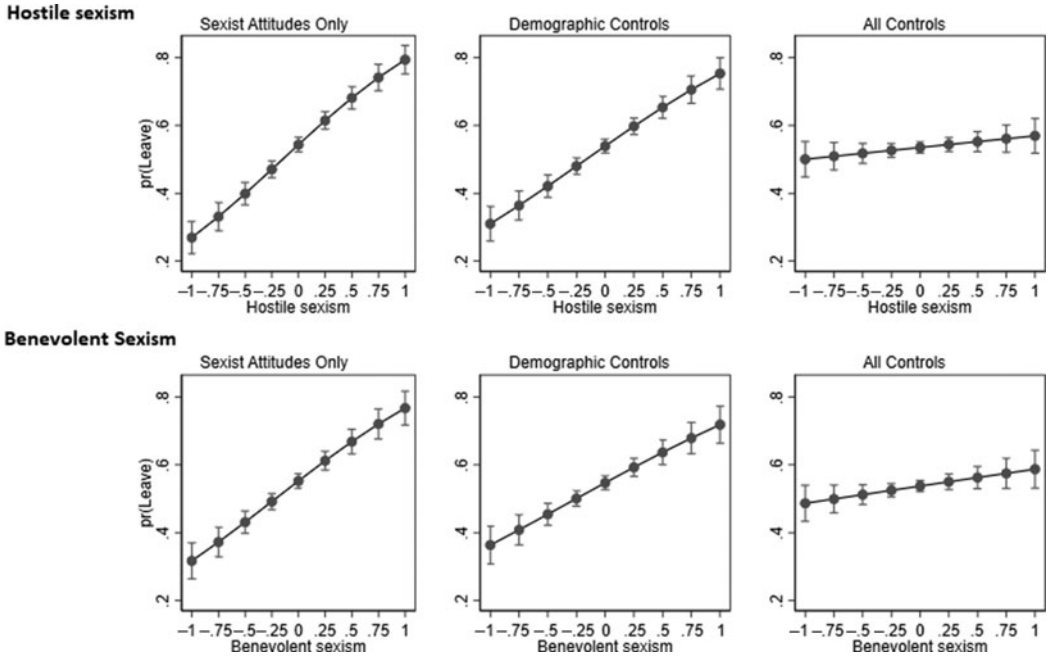 Hostile sexism
Sexist Attitudes Only
Demographic Controls
All Controls
pr(Leave)
.8
.6
.4
.2
–1 –.75 –.5 –.25 0 .25 .5 .75 1
–1 –.75 –.5 –.25 0 .25 .5 .75 1
–1 –.75 –.5 –.25 0 .25 .5 .75 1
Hostile sexism
Hostile sexism
Hostile sexism
.8
.6
.4
.2
.8
.6
.4
.2
Benevolent Sexism
Sexist Attitudes Only
Demographic Controls
All Controls
pr(Leave)
.8
.6
.4
.2
–1 –.75 –.5 –.25 0 .25 .5 .75 1
–1 –.75 –.5 –.25 0 .25 .5 .75 1
–1 –.75 –.5 –.25 0 .25 .5 .75 1
Benevolent sexism
Benevolent sexism
Benevolent sexism
.8
.6
.4
.2
.8
.6
.4
.2